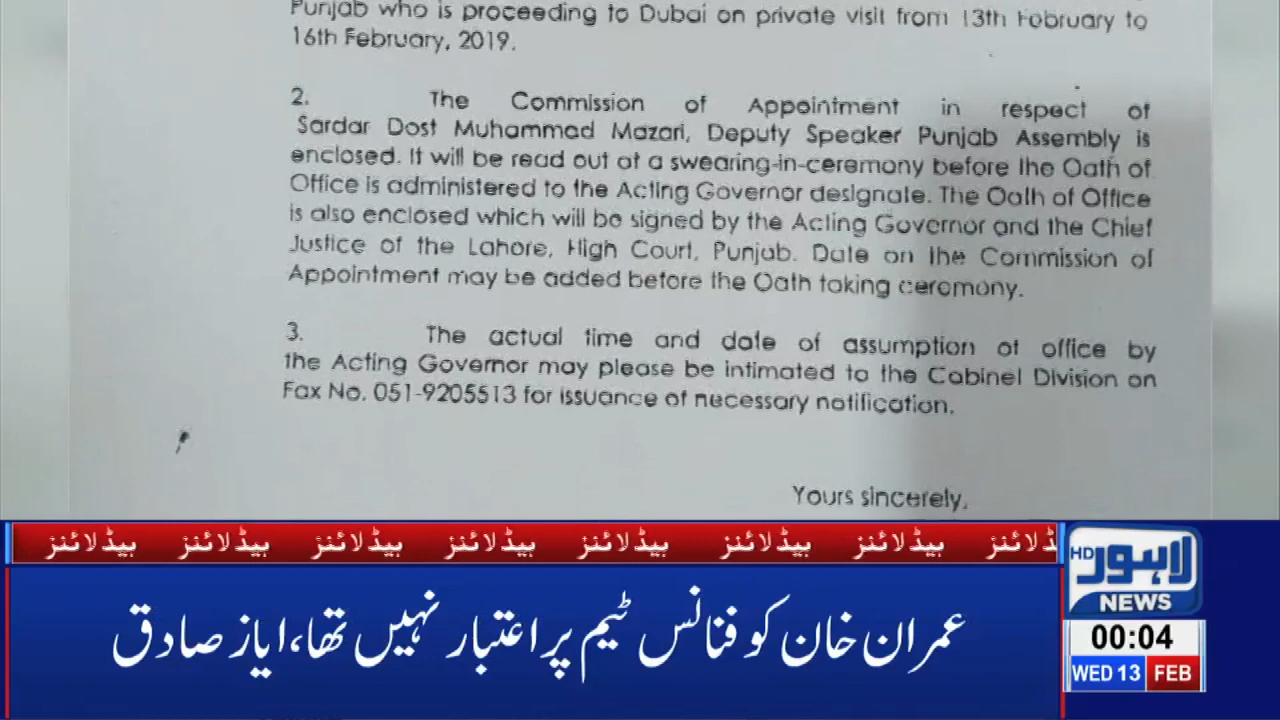 Punjab who is proceeding to Dubai on private visit from 13th February to
16th February, 2019.
2. The Commission of Appointment in respect of
Sardar Dost Muhammad Mazari, Deputy Speaker Punjab Assembly is
enclosed. It will be read out at a swearing-in-ceremony before the Oath of
Office is administered to the Acting Governor designate. The Oath of Office
is also enclosed which will be signed by the Acting Governor and the Chief
Justice of the Lahore, High Court, Punjab. Date on the Commission of
Appointment may be added before the Oath taking ceremony.
3. The actual time and date of assumption of office by
the Acting Governor may please be intimated to the Cabinet Division on
Fax No. 051-9205513 for issuance of necessary notification.
Yours sincerely,
ہیڈلائنز ہیڈلائنز ہیڈلائنز ہیڈلائنز ہیڈلائنز ہیڈلائنز ہیڈلائنز ڈلائنز
عمران خان کو فنانس ٹیم پر اعتبار نہیں تھا، ایاز صادق
HD لاہور
NEWS
00:04
WED 13 FEB